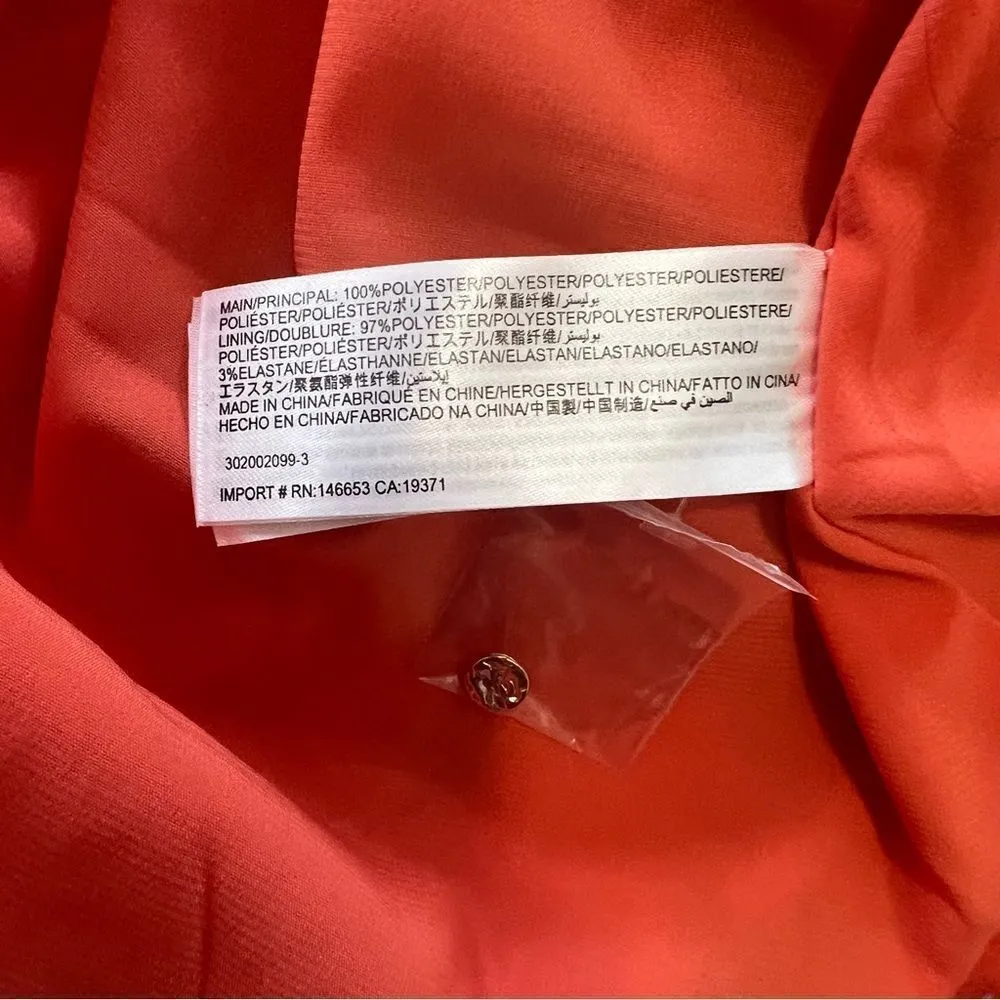 MAIN/PRINCIPAL: 100%POLYESTER/POLYESTER/POLYESTER/POLIESTERE/
POLIÉSTER/POLIÉSTER/ポリエステル/聚酯纤维/بوليستر
LINING/DOUBLURE: 97%POLYESTER/POLYESTER/POLYESTER/POLIESTERE/
POLIÉSTER/POLIÉSTER/ポリエステル/聚酯纤维/بوليستر
3%ELASTANE/ÉLASTHANNE/ELASTAN/ELASTAN/ELASTANO/ELASTANO/
エラスタン/聚氨酯弹性纤维/إيلاستين
MADE IN CHINA/FABRIQUÉ EN CHINE/HERGESTELLT IN CHINA/FATTO IN CINA/
HECHO EN CHINA/FABRICADO NA CHINA/中国製/中国制造/الصين في صنع
302002099-3
IMPORT # RN:146653 CA:19371